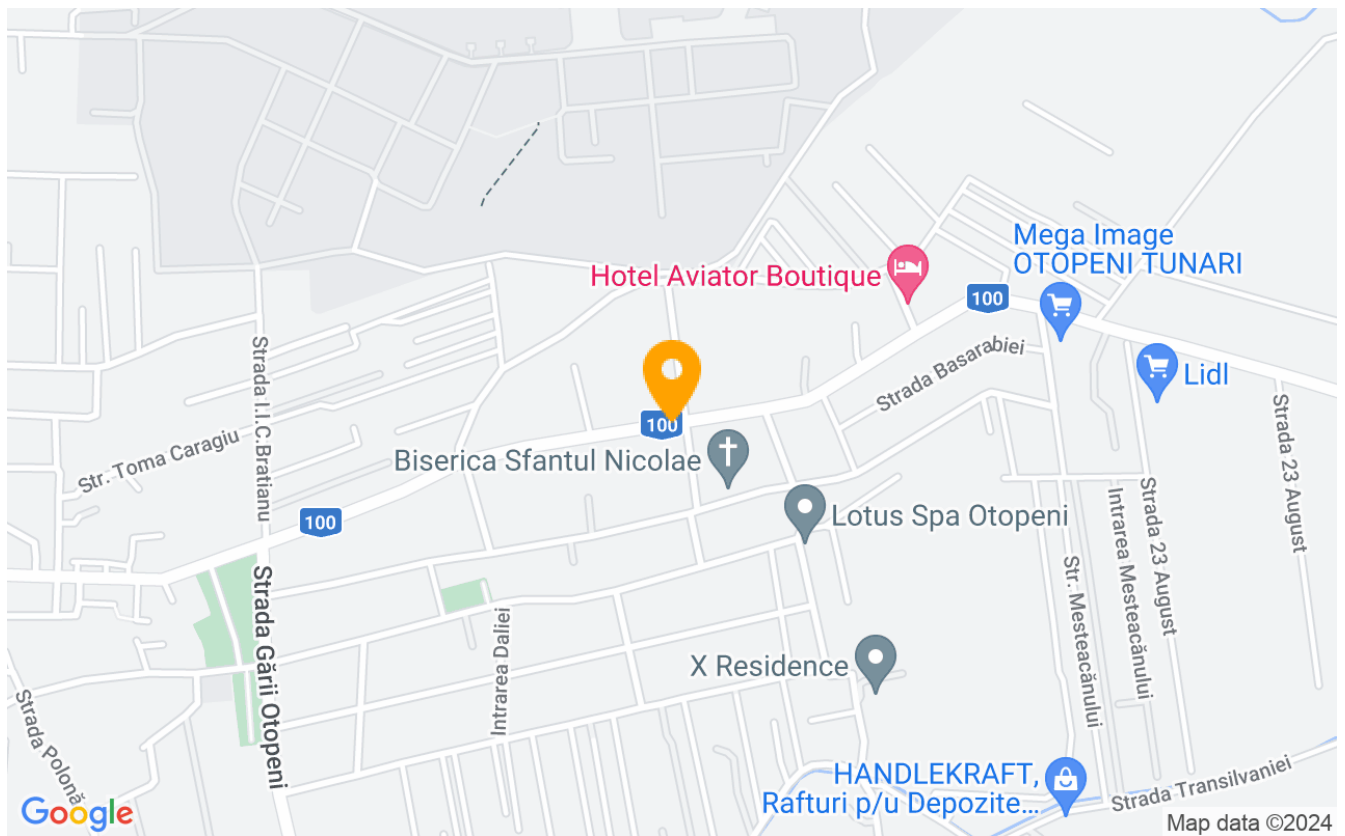 Mega Image
OTOPENI TUNARI
Hotel Aviator Boutique
100
Strada Basarabiei
Lidl
Strada I.I.C.Bratianu
Str. Toma Caragiu
100
Biserica Sfantul Nicolae
Strada 23 August
100
Lotus Spa Otopeni
Intrarea Mesteacănului
Strada 23 August
Str. Mesteacănului
Strada Gării Otopeni
Intrarea Daliei
X Residence
Strada Polonă
HANDLEKRAFT,
Rafturi p/u Depozite...
Strada Transilvaniei
Google
Map data ©2024